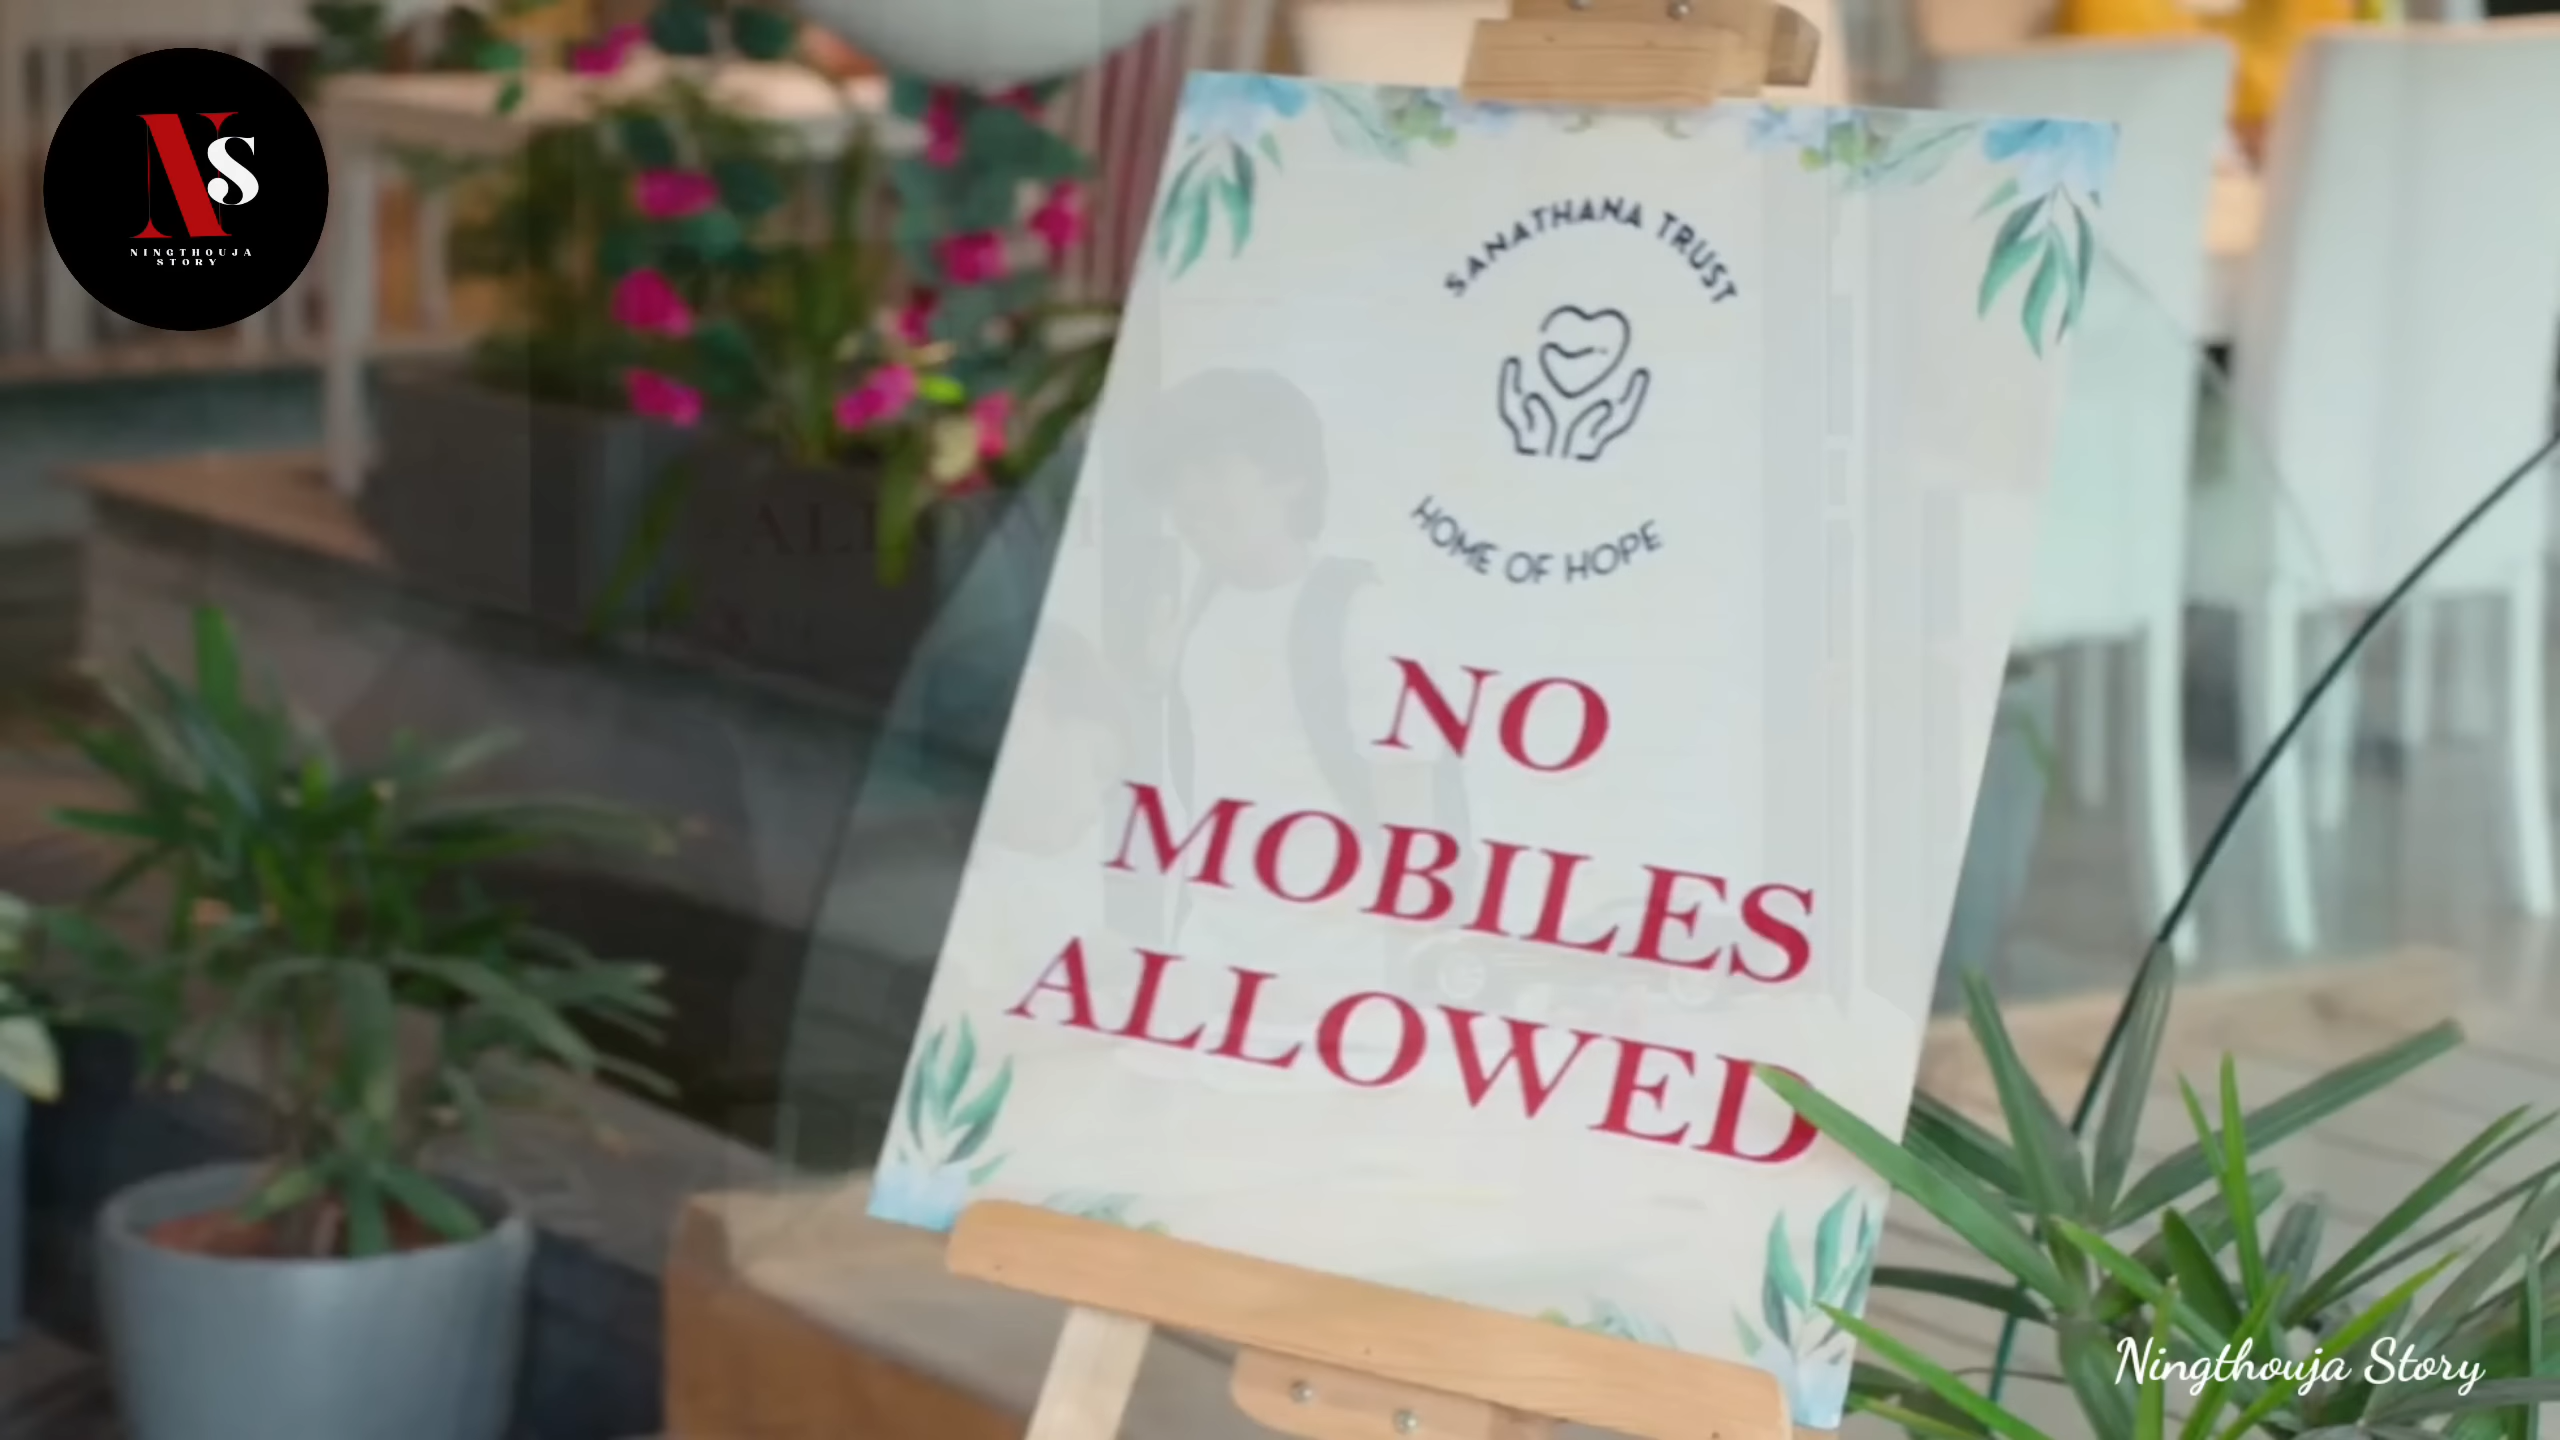 NS
NINGTHOUJA
STORY
SANATHANA TRUST
HOME OF HOPE
NO
MOBILES
ALLOWED
Ningthouja Story